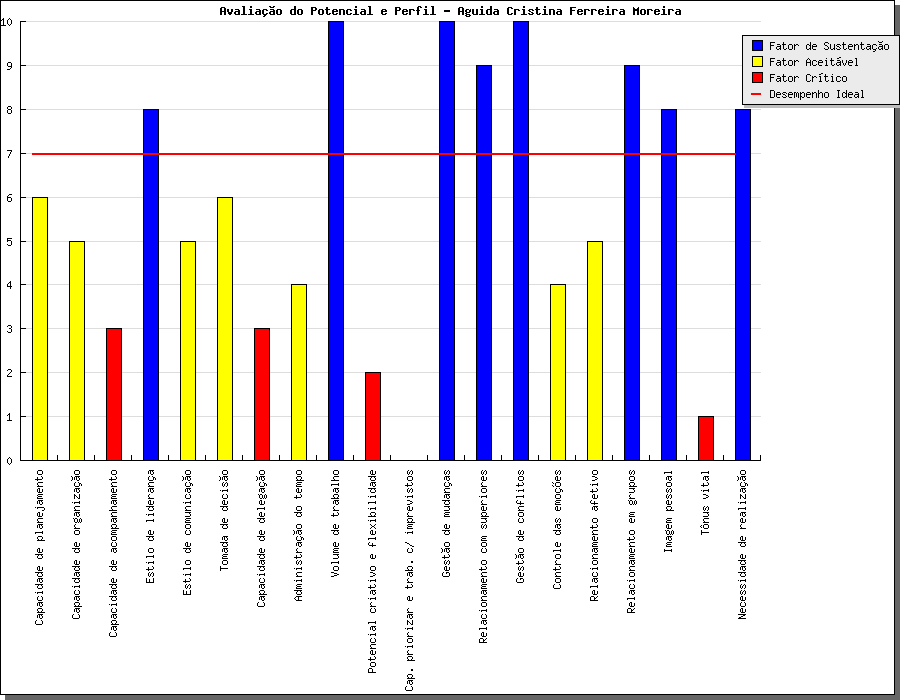 Avaliação do Potencial e Perfil - Aguida Cristina Ferreira Moreira
Fator de Sustentação
Fator Aceitável
Fator Crítico
Desempenho Ideal
10
9
8
7
6
5
4
3
2
1
0
Capacidade de planejamento
Capacidade de organização
Capacidade de acompanhamento
Estilo de liderança
Estilo de comunicação
Tomada de decisão
Capacidade de delegação
Administração do tempo
Volume de trabalho
Potencial criativo e flexibilidade
Cap. priorizar e trab. c/ imprevistos
Gestão de mudanças
Relacionamento com superiores
Gestão de conflitos
Controle das emoções
Relacionamento afetivo
Relacionamento em grupos
Imagem pessoal
Tônus vital
Necessidade de realização